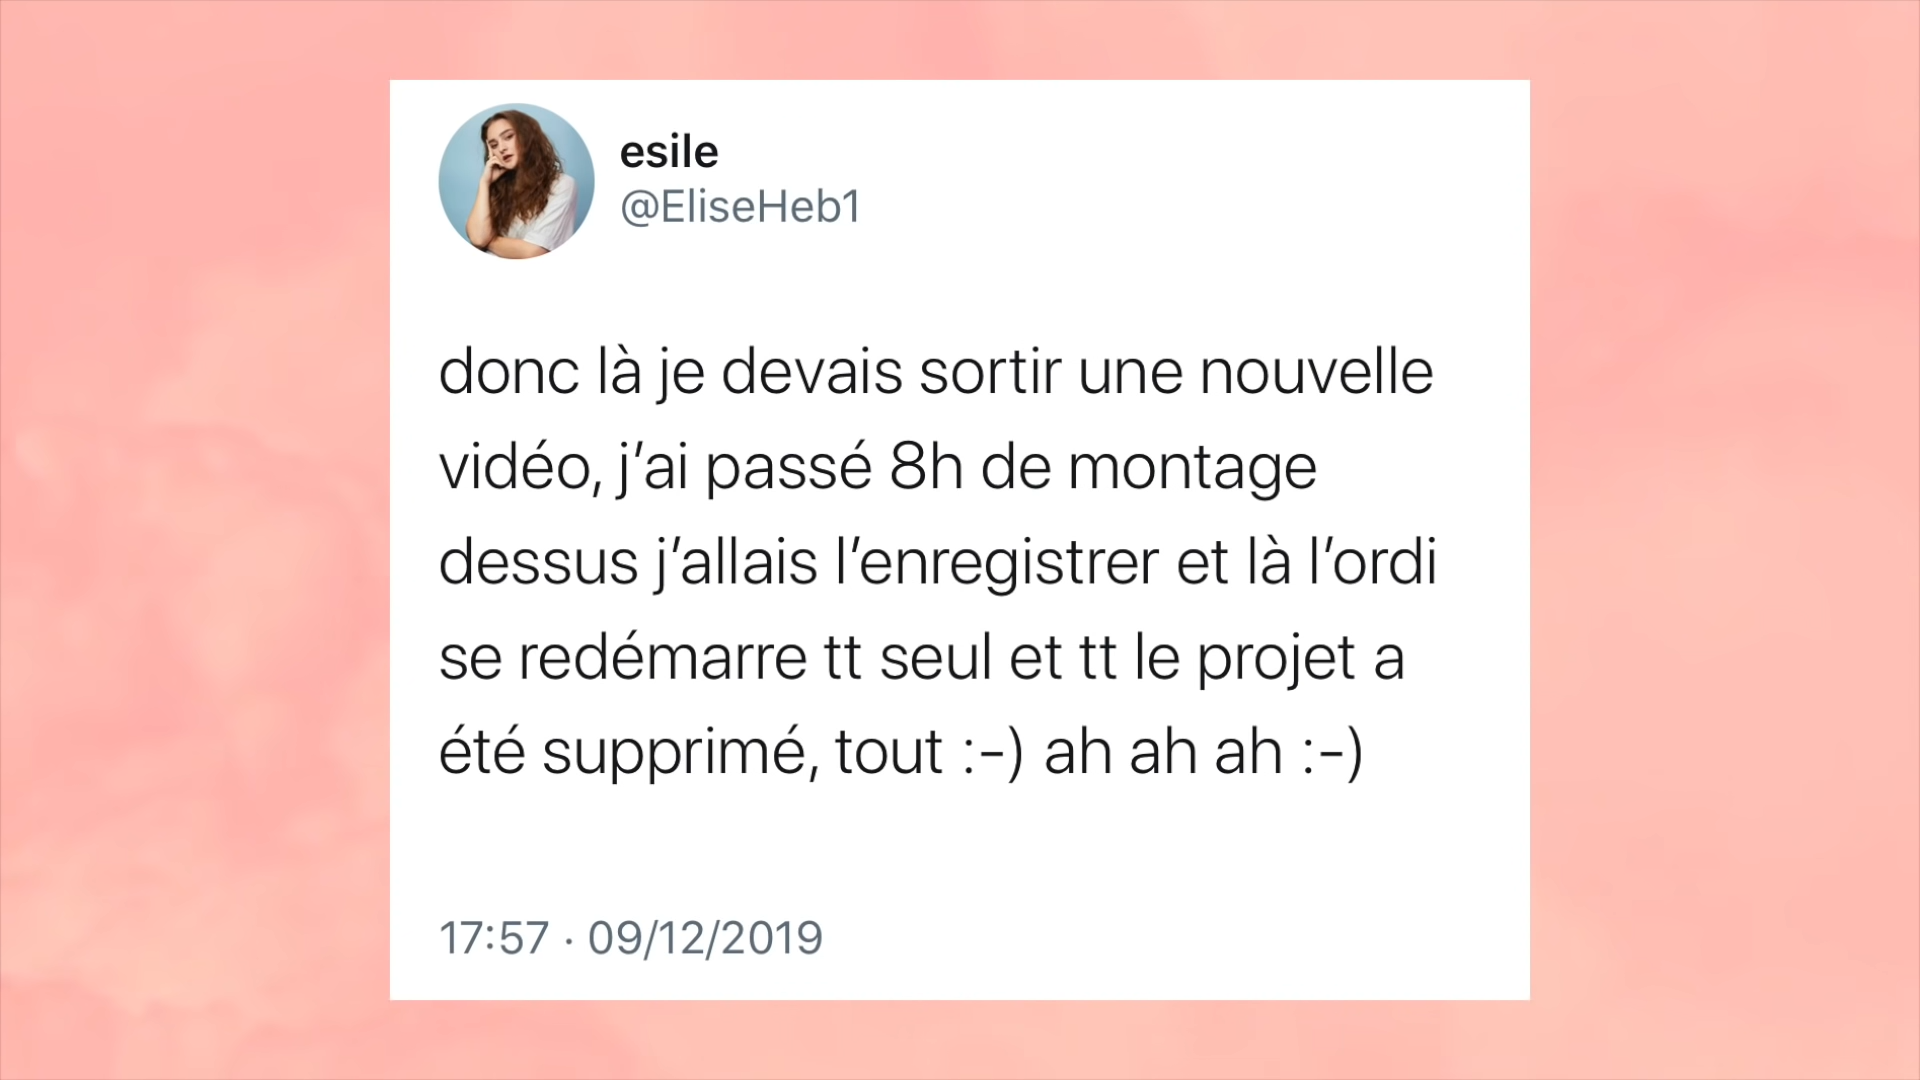 esile
@EliseHeb1
donc là je devais sortir une nouvelle
vidéo, j’ai passé 8h de montage
dessus j’allais l’enregistrer et là l’ordi
se redémarre tt seul et tt le projet a
été supprimé, tout :-) ah ah ah :-)
17:57 · 09/12/2019